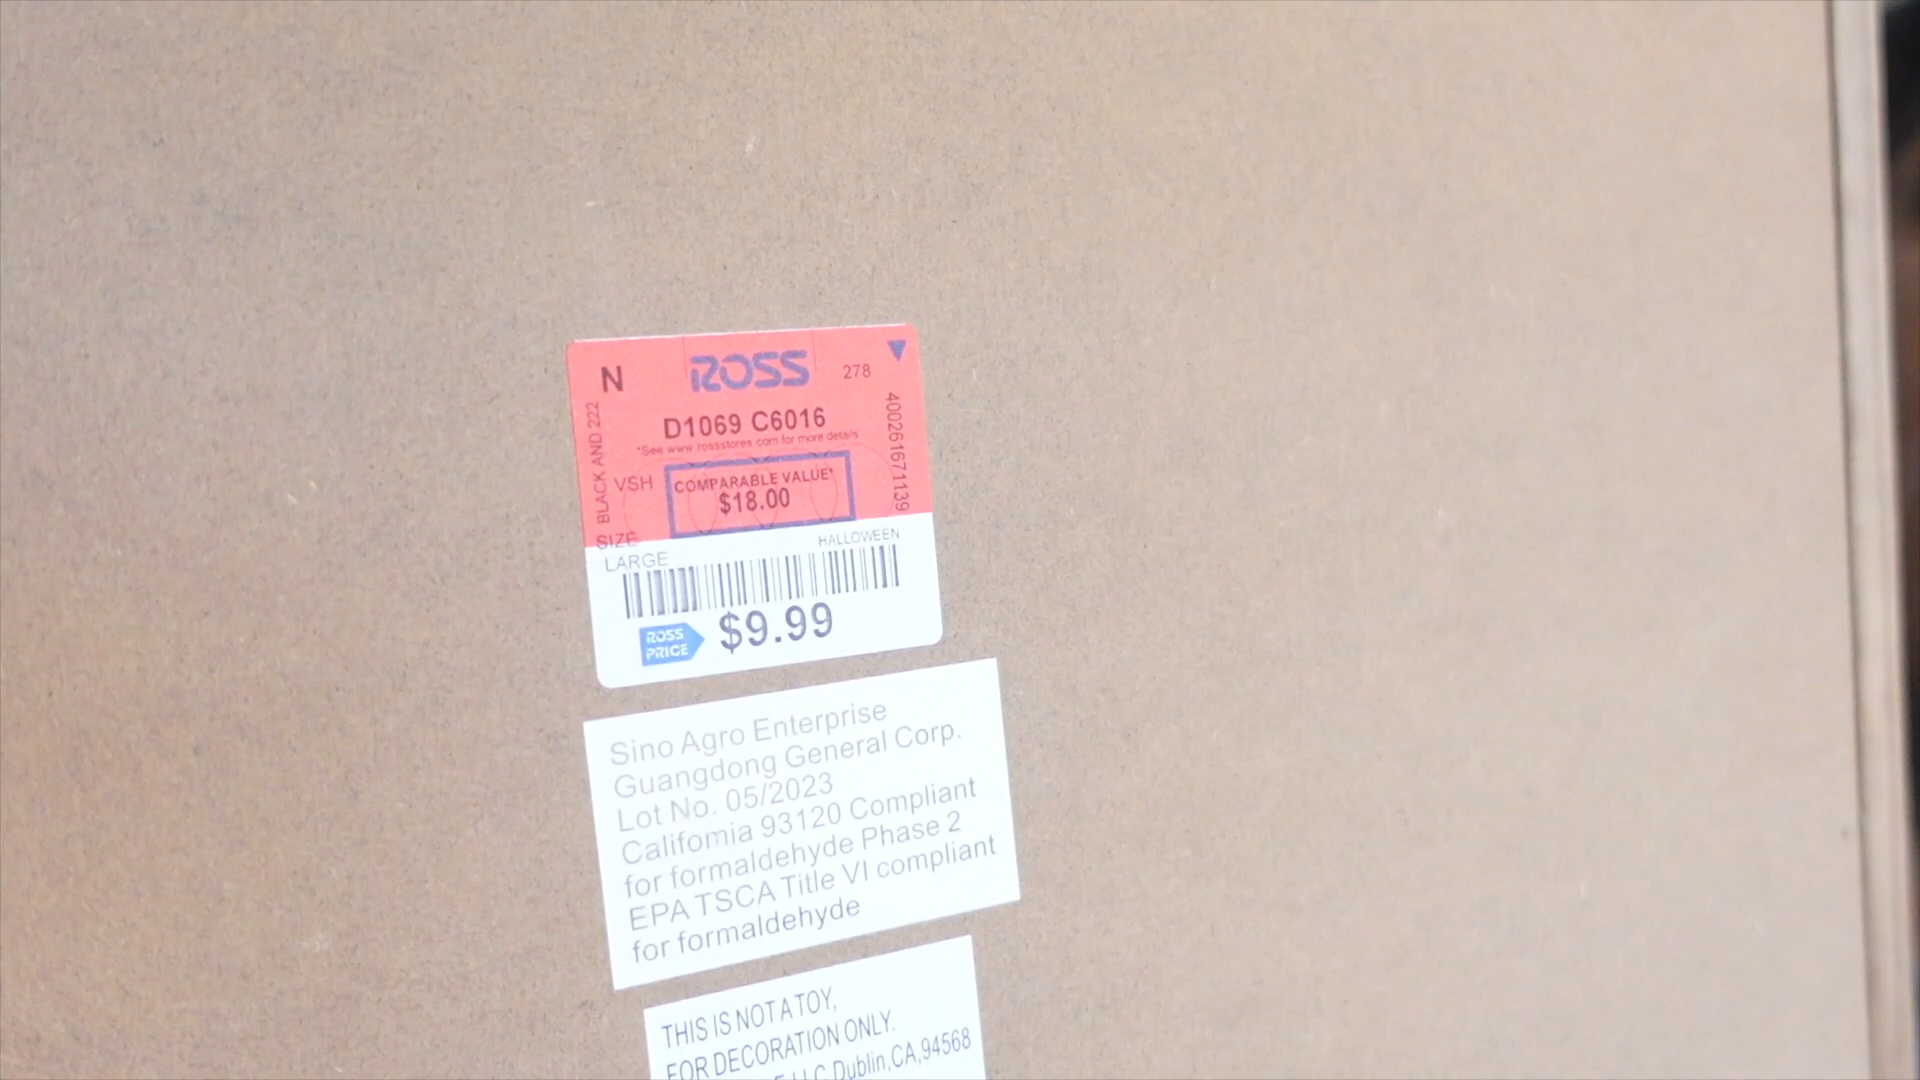 N ROSS 278
D1069 C6016
*See www.rossstores.com for more details
BLACK AND 222
400261671139
VSH
COMPARABLE VALUE*
$18.00
SIZE
LARGE
HALLOWEEN
ROSS
PRICE
$9.99
Sino Agro Enterprise
Guangdong General Corp.
Lot No. 05/2023
California 93120 Compliant
for formaldehyde Phase 2
EPA TSCA Title VI compliant
for formaldehyde
THIS IS NOT A TOY,
FOR DECORATION ONLY.
LLC Dublin,CA,94568